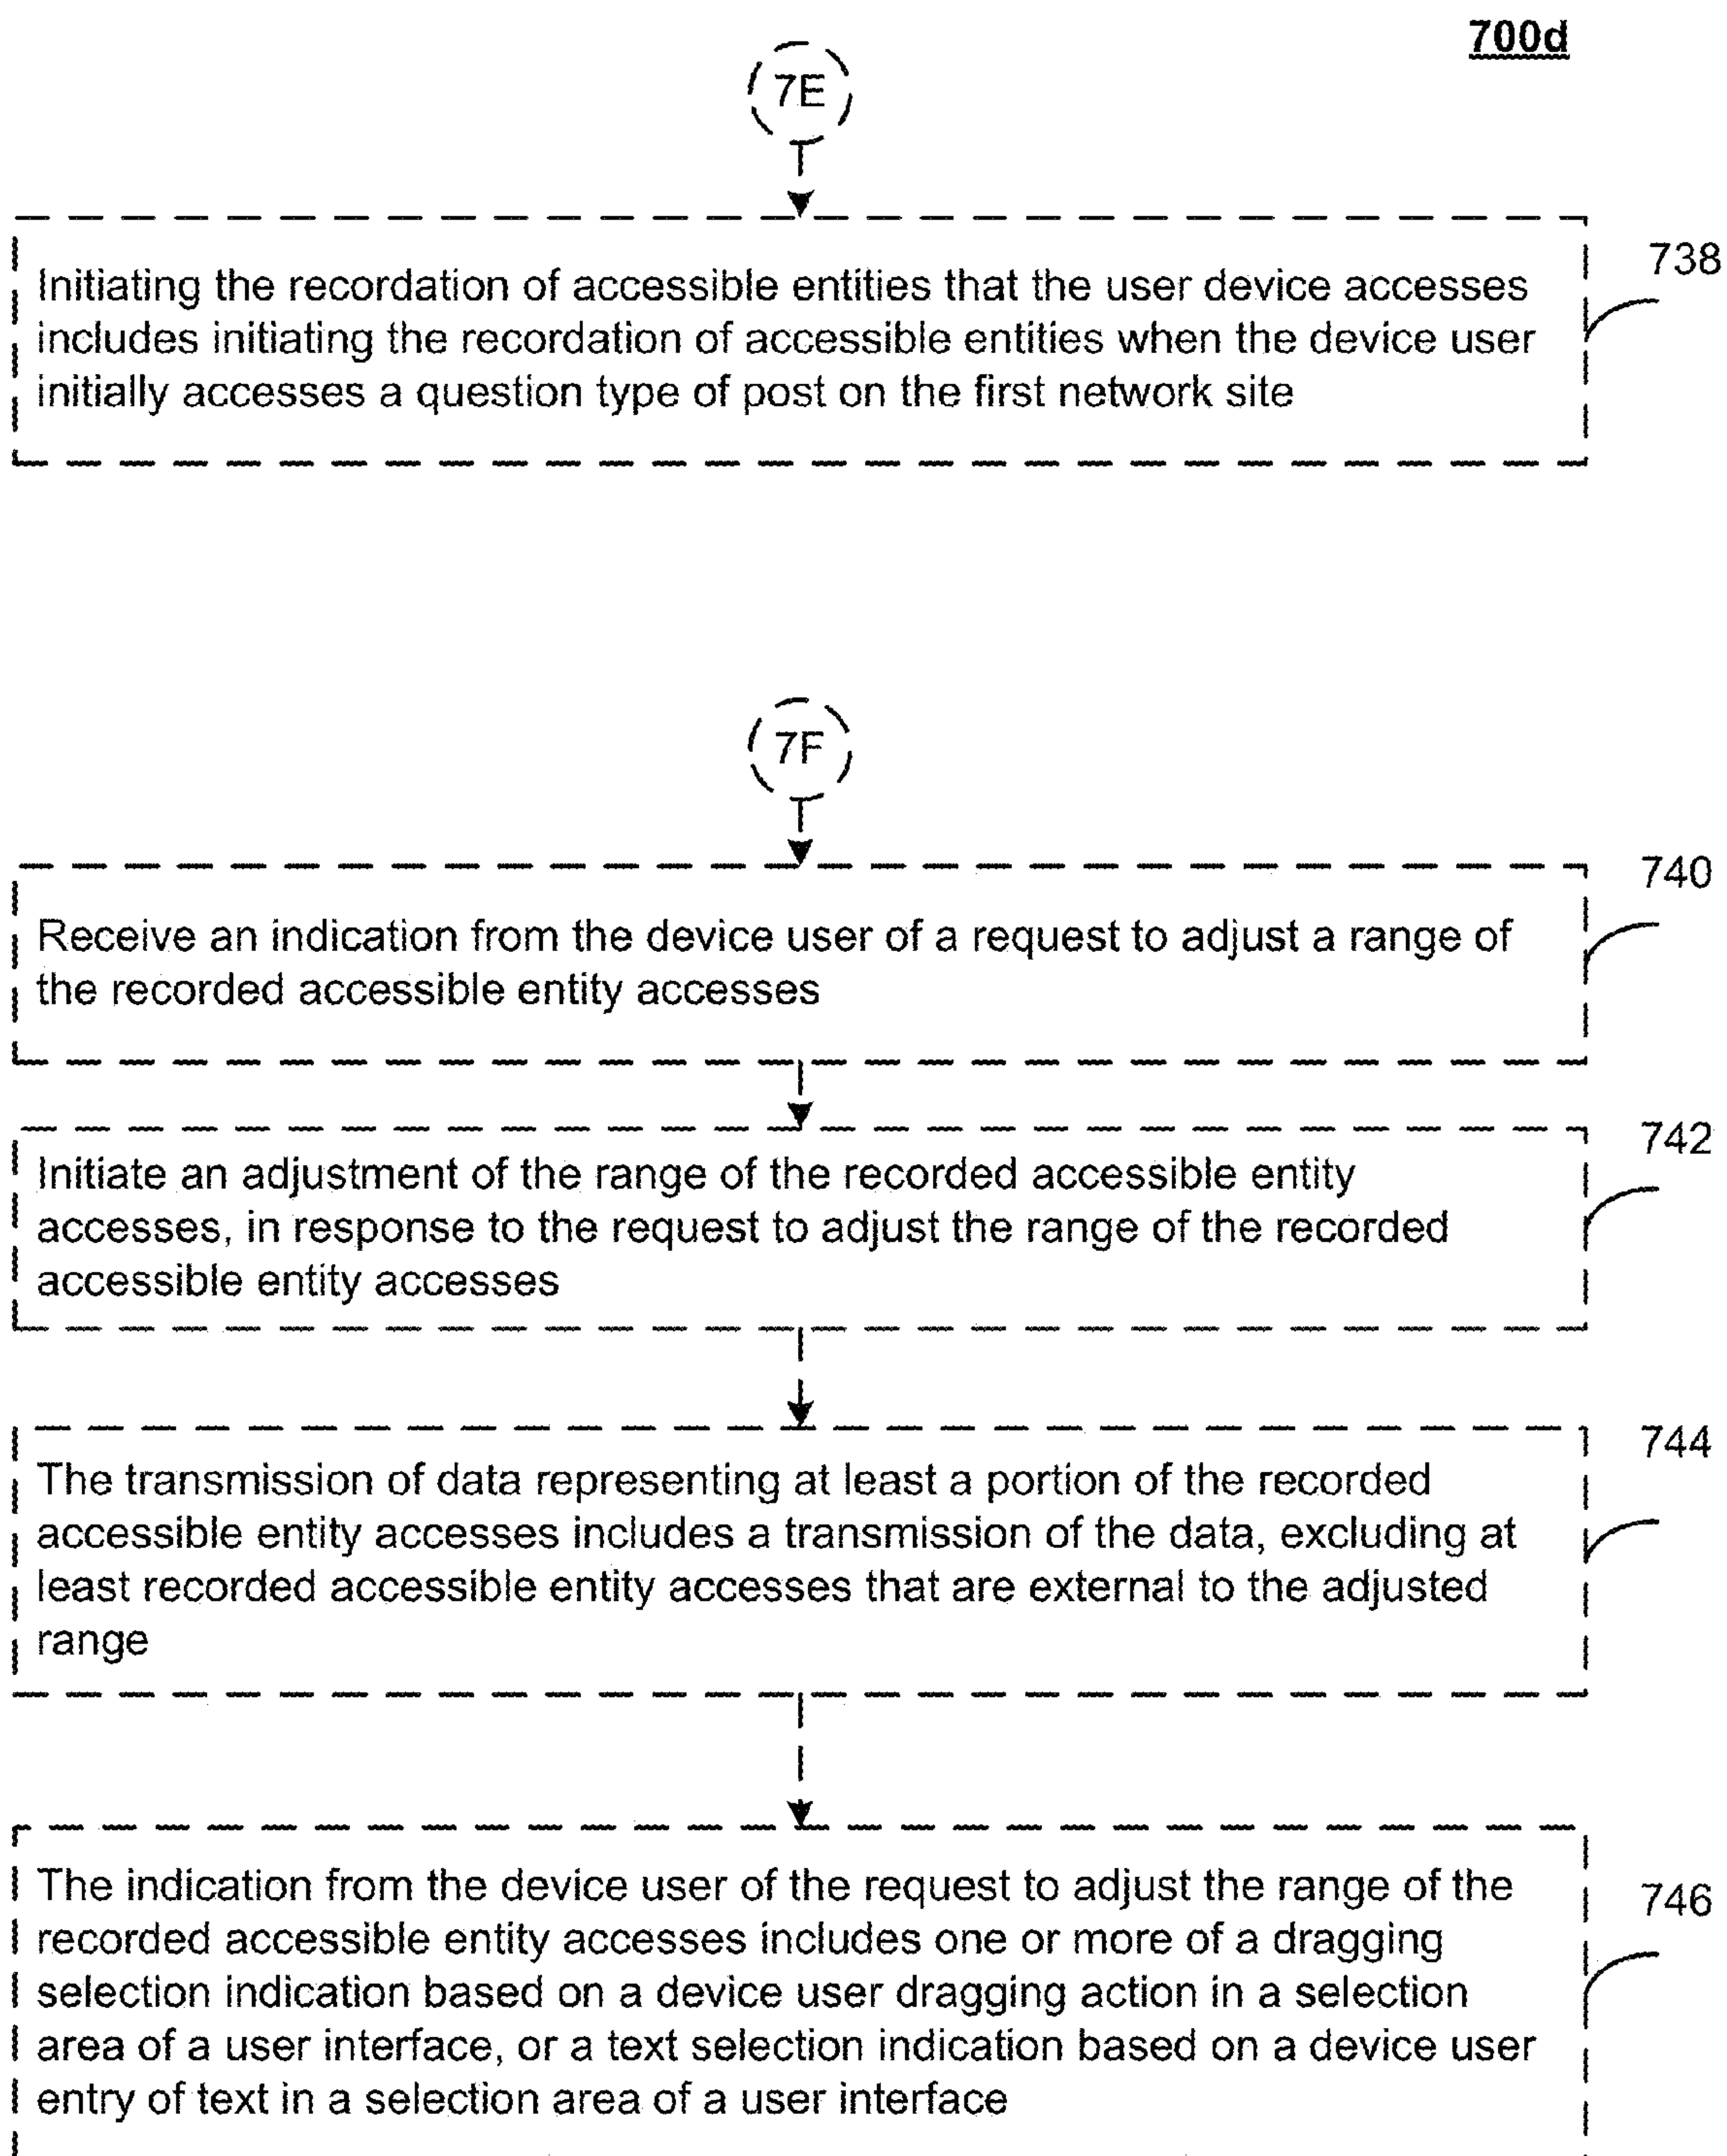 700d
7E
738
Initiating the recordation of accessible entities that the user device accesses
includes initiating the recordation of accessible entities when the device user
initially accesses a question type of post on the first network site
7F
740
Receive an indication from the device user of a request to adjust a range of
the recorded accessible entity accesses
742
Initiate an adjustment of the range of the recorded accessible entity
accesses, in response to the request to adjust the range of the recorded
accessible entity accesses
744
The transmission of data representing at least a portion of the recorded
accessible entity accesses includes a transmission of the data, excluding at
least recorded accessible entity accesses that are external to the adjusted
range
746
The indication from the device user of the request to adjust the range of the
recorded accessible entity accesses includes one or more of a dragging
selection indication based on a device user dragging action in a selection
area of a user interface, or a text selection indication based on a device user
entry of text in a selection area of a user interface